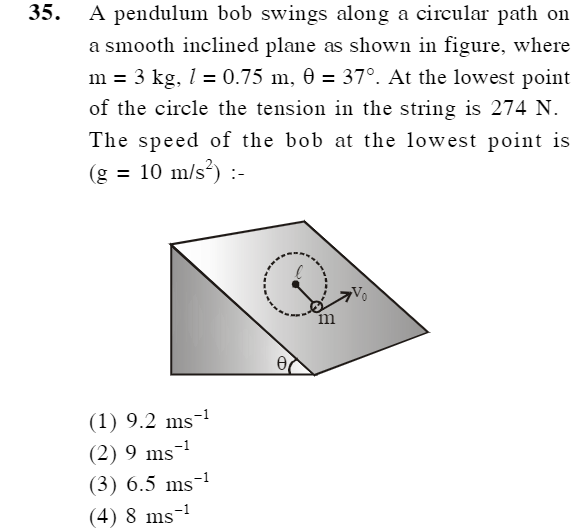 35. A pendulum bob swings along a circular path on
a smooth inclined plane as shown in figure, where
m = 3 kg, l = 0.75 m, θ = 37°. At the lowest point
of the circle the tension in the string is 274 N.
The speed of the bob at the lowest point is
(g = 10 m/s²) :-
ℓ
V₀
m
θ
(1) 9.2 ms⁻¹
(2) 9 ms⁻¹
(3) 6.5 ms⁻¹
(4) 8 ms⁻¹